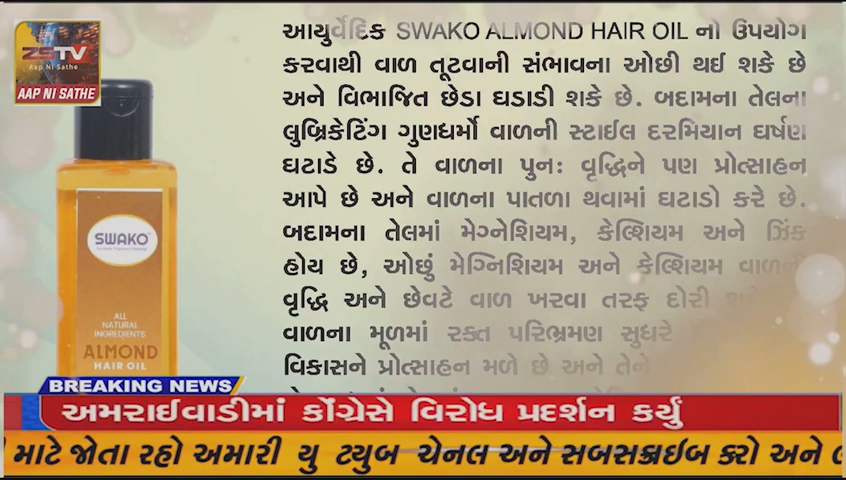 ZSTV
Aap Ni Sathe
AAP NI SATHE
આયુર્વેદિક SWAKO ALMOND HAIR OIL નો ઉપયોગ
કરવાથી વાળ તૂટવાની સંભાવના ઓછી થઈ શકે છે
અને વિભાજિત છેડા ઘડાડી શકે છે. બદામના તેલના
લુબ્રિકેટિંગ ગુણધર્મો વાળની સ્ટાઈલ દરમિયાન ઘર્ષણ
ઘટાડે છે. તે વાળના પુનઃ વૃદ્ધિને પણ પ્રોત્સાહન
આપે છે અને વાળના પાતળા થવામાં ઘટાડો કરે છે.
બદામના તેલમાં મેગ્નેશિયમ, કેલ્શિયમ અને ઝિંક
હોય છે, ઓછું મેગ્નિશિયમ અને કેલ્શિયમ વાળની
વૃદ્ધિ અને છેવટે વાળ ખરવા તરફ દોરી
વાળના મૂળમાં રક્ત પરિભ્રમણ સુધરે
વિકાસને પ્રોત્સાહન મળે છે અને તેને
SWAKO
ALL
NATURAL
INGREDIENTS
ALMOND
HAIR OIL
BREAKING NEWS
અમરાઈવાડીમાં કોંગ્રેસે વિરોધ પ્રદર્શન કર્યું
માટે જોતા રહો અમારી યુ ટ્યુબ ચેનલ અને સબસક્રાઇબ કરો અને